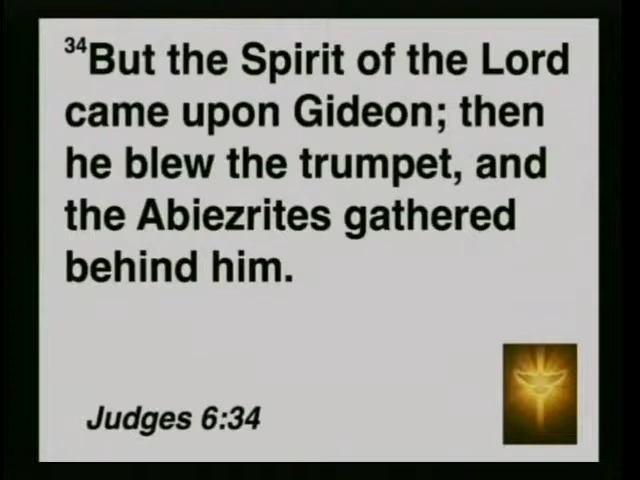 34But the Spirit of the Lord
came upon Gideon; then
he blew the trumpet, and
the Abiezrites gathered
behind him.
Judges 6:34